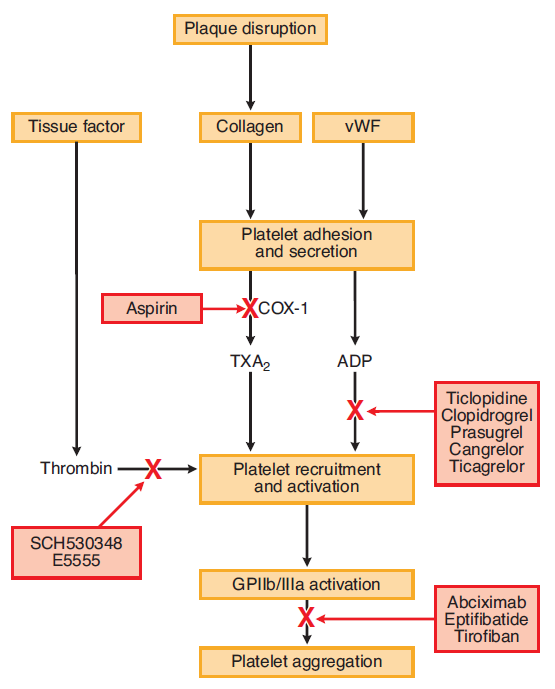 Plaque disruption
Tissue factor
Collagen
vWF
Platelet adhesion
and secretion
Aspirin
XCOX-1
TXA2
ADP
X
Ticlopidine
Clopidrogrel
Prasugrel
Cangrelor
Ticagrelor
Thrombin
X
Platelet recruitment
and activation
SCH530348
E5555
GPIIb/IIIa activation
X
Abciximab
Eptifibatide
Tirofiban
Platelet aggregation